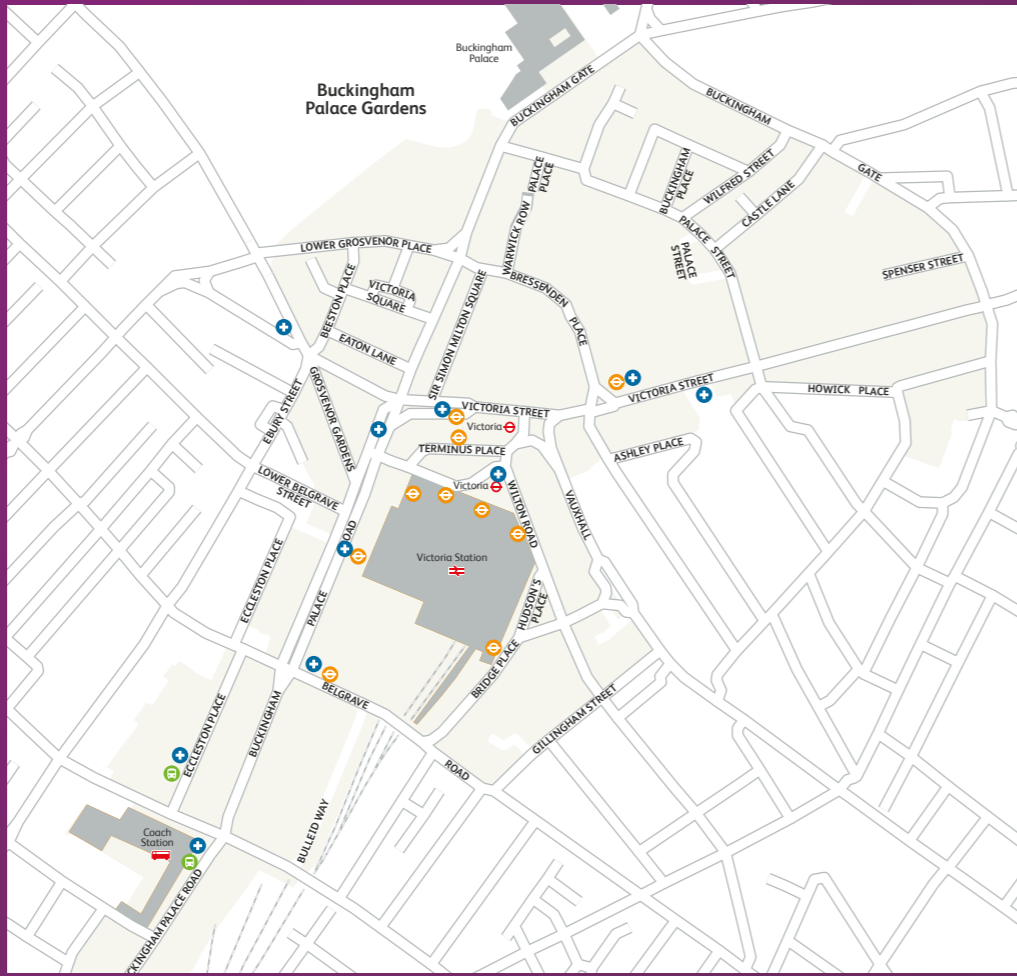 Buckingham
Palace
Buckingham
Palace Gardens
BUCKINGHAM GATE
BUCKINGHAM
GATE
PALACE
PLACE
BUCKINGHAM
PLACE
WILFRED STREET
CASTLE LANE
WARWICK ROW
PALACE STREET
PALACE
STREET
SPENSER STREET
LOWER GROSVENOR PLACE
BEESTON PLACE
VICTORIA
SQUARE
BRESSENDEN
PLACE
EATON LANE
SIR SIMON MILTON SQUARE
VICTORIA STREET
HOWICK PLACE
EBURY STREET
GROSVENOR GARDENS
VICTORIA STREET
Victoria
TERMINUS PLACE
ASHLEY PLACE
LOWER BELGRAVE
STREET
Victoria
WILTON ROAD
VAUXHALL
ROAD
Victoria Station
ECCLESTON PLACE
PALACE
HUDSON'S
PLACE
BRIDGE PLACE
BELGRAVE
GILLINGHAM STREET
ECCLESTON PLACE
BUCKINGHAM
ROAD
BULLEID WAY
Coach
Station
CKINGHAM PALACE ROAD